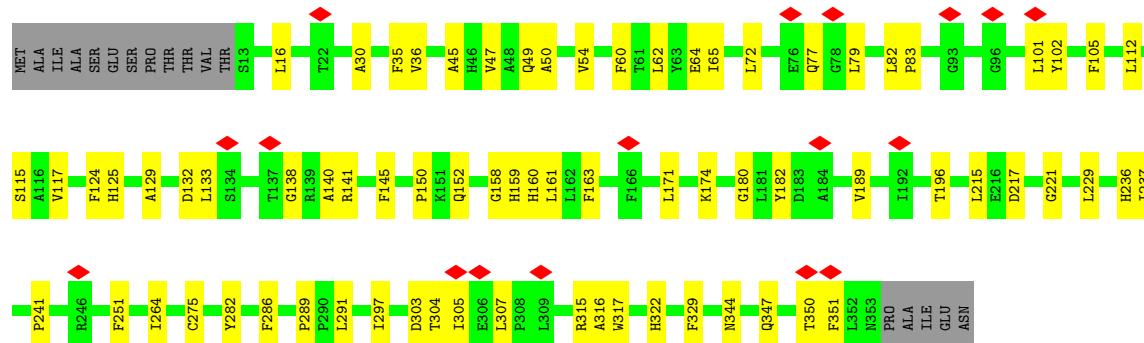 MET ALA ILE ALA SER GLU SER PRO THR THR VAL THR S13 L16 T22 A30 F35 V36 A45 H46 V47 A48 Q49 A50 V54 F60 T61 L62 Y63 E64 I65 L72 E76 Q77 G78 L79 L82 P83 G93 G96 L101 Y102 F105 L112
S115 A116 V117 F124 H125 A129 D132 L133 S134 T137 G138 R139 A140 R141 F145 P150 K151 Q152 G158 H159 H160 L161 L162 F163 F166 L171 K174 G180 L181 Y182 D183 A184 V189 I192 T196 L215 E216 D217 G221 L229 H236
P241 R246 F251 I264 C275 Y282 F286 P289 P290 L291 I297 D303 T304 I305 E306 L307 P308 L309 R315 A316 W317 H322 F329 N344 Q347 T350 F351 L352 N353 PRO ALA ILE GLU ASN